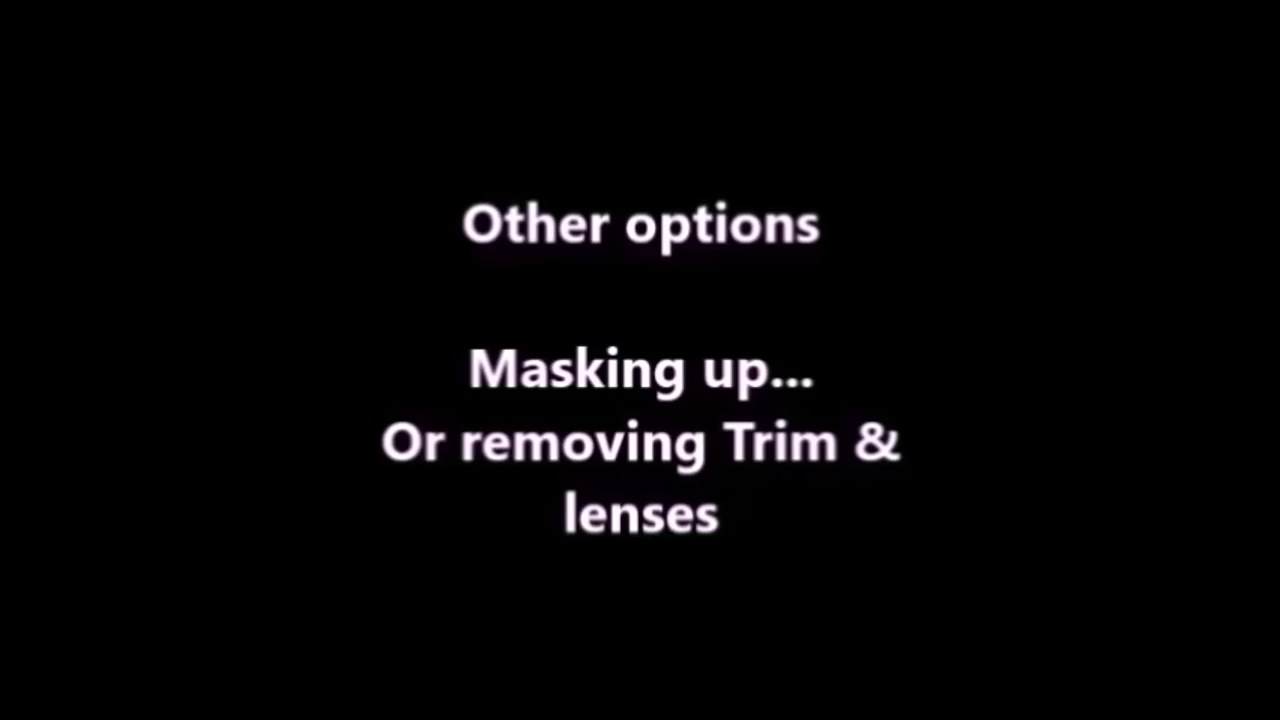 Other options
Masking up...
Or removing Trim &
lenses